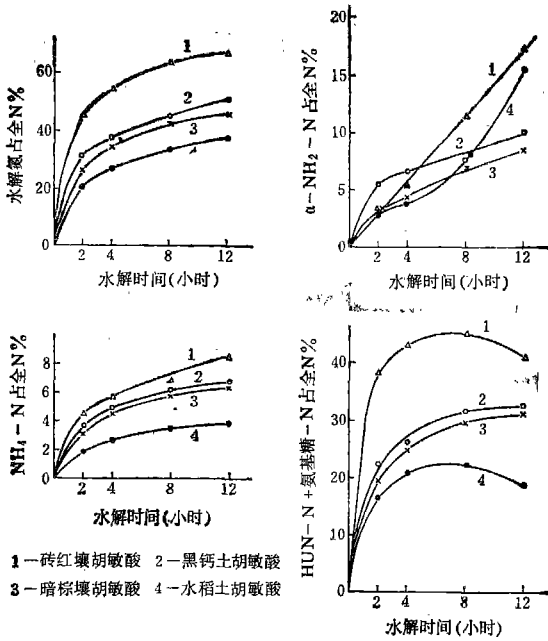 水解氮占全N%
60
40
20
0
1
2
3
4
2 4 8 12
水解时间(小时)
α-NH₂-N占全N%
20
15
10
5
0
1
4
2
3
2 4 8 12
水解时间(小时)
NH₄-N占全N%
8
6
4
2
0
1
2
3
4
2 4 8 12
水解时间(小时)
HUN-N+氨基糖-N占全N%
40
30
20
10
0
1
2
3
4
2 4 8 12
水解时间(小时)
1—砖红壤胡敏酸 2—黑钙土胡敏酸
3—暗棕壤胡敏酸 4—水稻土胡敏酸